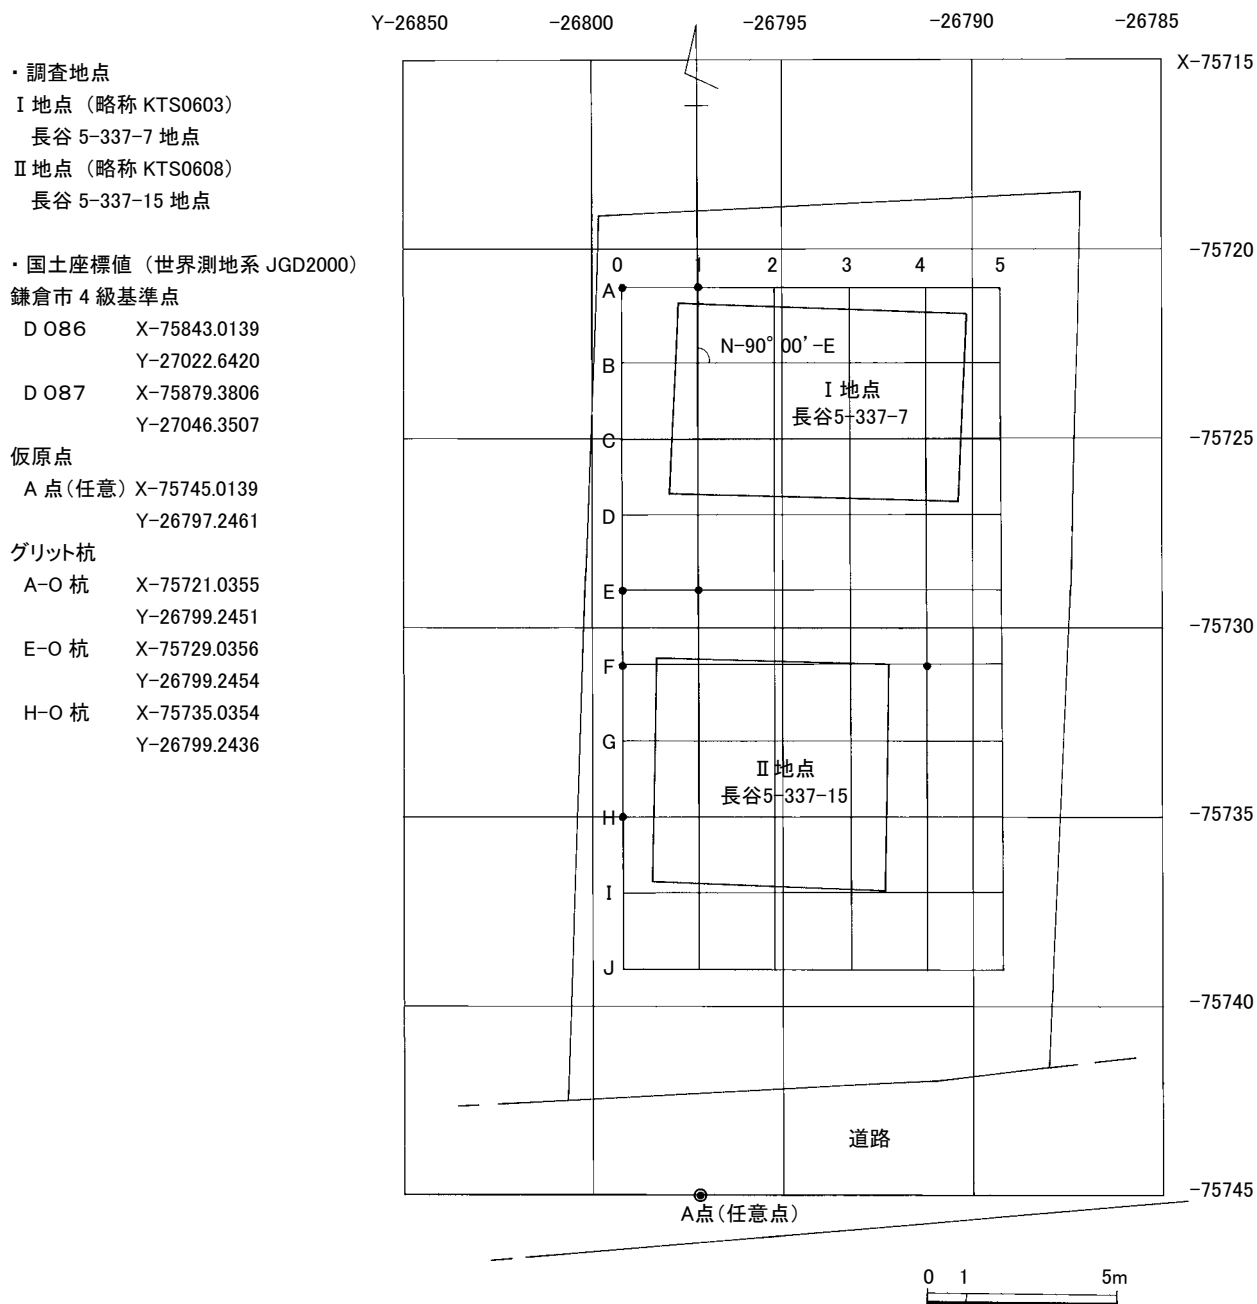 Y-26850 -26800 -26795 -26790 -26785
X-75715
・調査地点
Ⅰ地点（略称 KTS0603）
長谷 5-337-7 地点
Ⅱ地点（略称 KTS0608）
長谷 5-337-15 地点
・国土座標値（世界測地系 JGD2000）
鎌倉市 4 級基準点
D 086 X-75843.0139
Y-27022.6420
D 087 X-75879.3806
Y-27046.3507
仮原点
A 点（任意） X-75745.0139
Y-26797.2461
グリット杭
A-O 杭 X-75721.0355
Y-26799.2451
E-O 杭 X-75729.0356
Y-26799.2454
H-O 杭 X-75735.0354
Y-26799.2436
-75720
0 1 2 3 4 5
A
N-90°00'-E
B
Ⅰ地点
長谷5-337-7
C
-75725
D
E
-75730
F
G
Ⅱ地点
長谷5-337-15
H
-75735
I
J
-75740
道路
-75745
A点（任意点）
0 1 5m